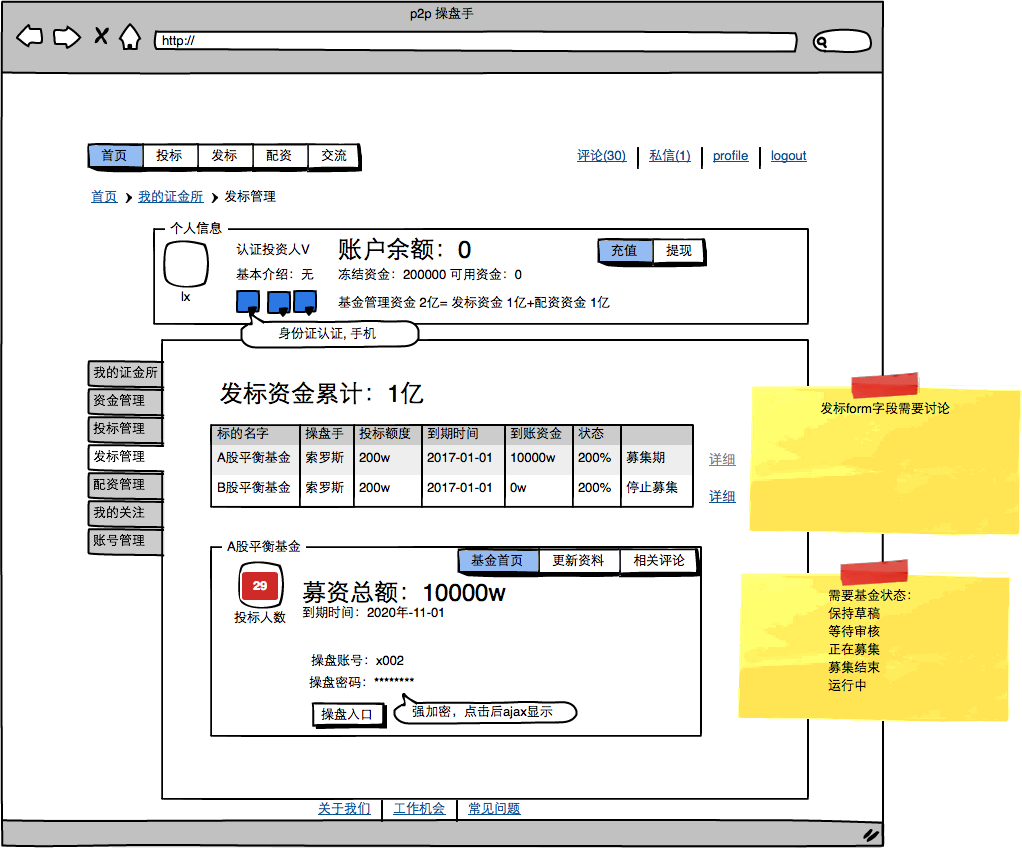 p2p 操盘手
http://
首页 投标 发标 配资 交流
评论(30) 私信(1) profile logout
首页 我的证金所 发标管理
个人信息
lx
认证投资人V
基本介绍：无
账户余额：0
冻结资金：200000 可用资金：0
基金管理资金 2亿= 发标资金 1亿+配资资金 1亿
充值 提现
身份证认证, 手机
我的证金所
资金管理
投标管理
发标管理
配资管理
我的关注
账号管理
发标资金累计：1亿
标的名字 操盘手 投标额度 到期时间 到账资金 状态
A股平衡基金 索罗斯 200w 2017-01-01 10000w 200% 募集期 详细
B股平衡基金 索罗斯 200w 2017-01-01 0w 200% 停止募集 详细
A股平衡基金
基金首页 更新资料 相关评论
29
投标人数
募资总额：10000w
到期时间：2020年-11-01
操盘账号：x002
操盘密码：********
操盘入口
强加密，点击后ajax显示
发标form字段需要讨论
需要基金状态：
保持草稿
等待审核
正在募集
募集结束
运行中
关于我们 工作机会 常见问题